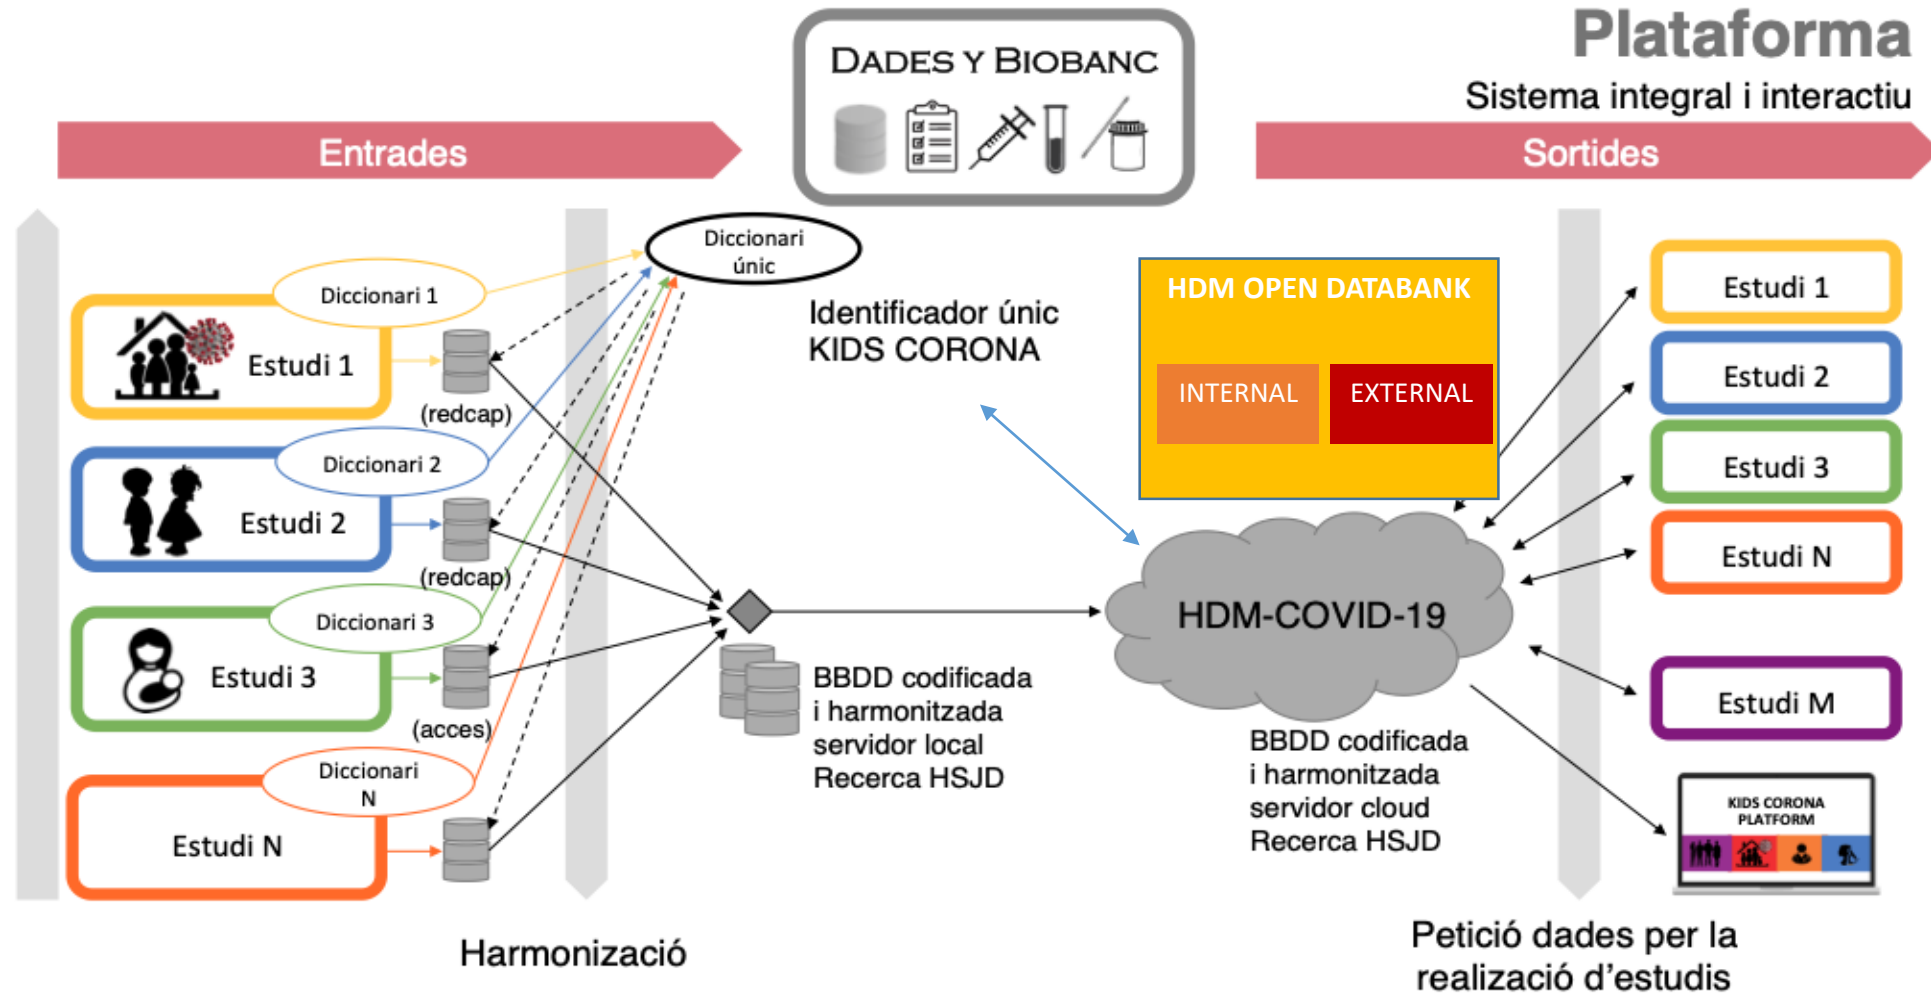 Plataforma
Sistema integral i interactiu
DADES Y BIOBANC
Entrades
Sortides
Diccionari
únic
Identificador únic
KIDS CORONA
Diccionari 1
Estudi 1
(redcap)
Diccionari 2
Estudi 2
(redcap)
Diccionari 3
Estudi 3
(acces)
Diccionari
N
Estudi N
Harmonizació
BBDD codificada
i harmonitzada
servidor local
Recerca HSJD
HDM OPEN DATABANK
INTERNAL
EXTERNAL
HDM-COVID-19
BBDD codificada
i harmonitzada
servidor cloud
Recerca HSJD
Estudi 1
Estudi 2
Estudi 3
Estudi N
Estudi M
KIDS CORONA
PLATFORM
Petició dades per la
realizació d'estudis